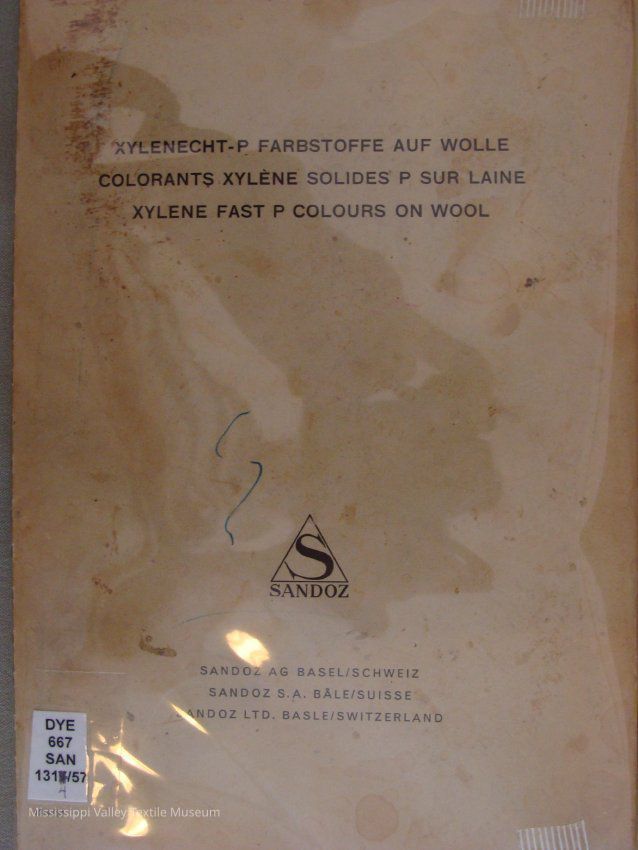 XYLENECHT-P FARBSTOFFE AUF WOLLE
COLORANTS XYLÈNE SOLIDES P SUR LAINE
XYLENE FAST P COLOURS ON WOOL
S
SANDOZ
SANDOZ AG BASEL/SCHWEIZ
SANDOZ S.A. BÂLE/SUISSE
SANDOZ LTD. BASLE/SWITZERLAND
DYE
667
SAN
Mississippi Valley Textile Museum